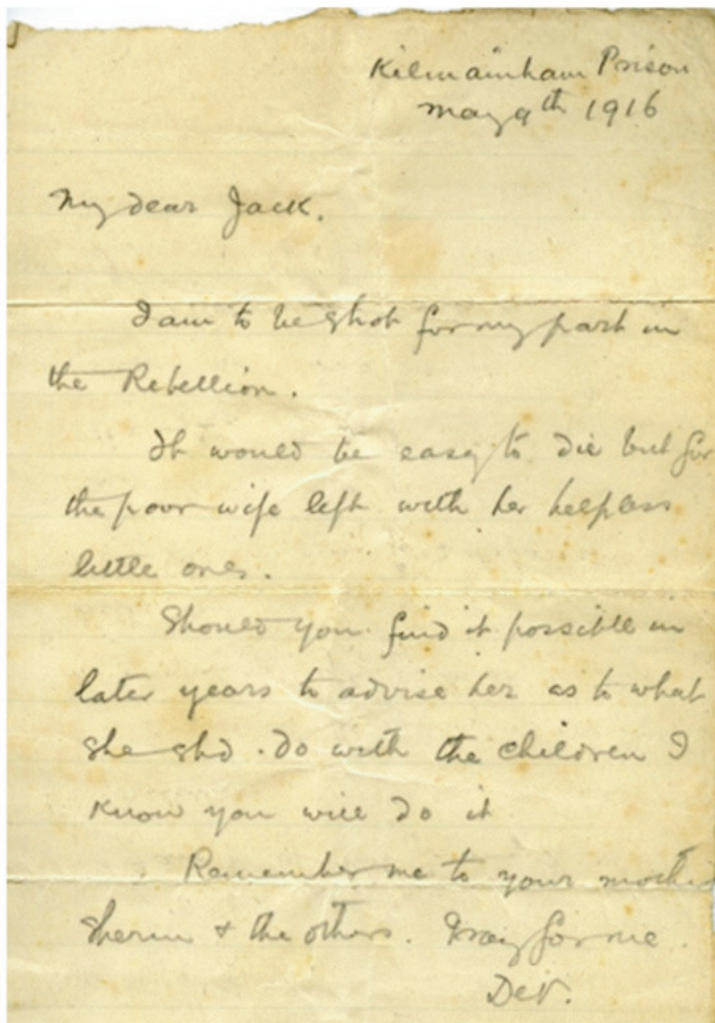 Kilmainham Prison
May 9th 1916
My dear Jack.
I am to be shot for my part in
the Rebellion.
It would be easy to die but for
the poor wife left with her helpless
little ones.
Should you find it possible in
later years to advise her as to what
she shd. do with the children I
know you will do it
Remember me to your mother
& the others. Pray for me.
Dev.